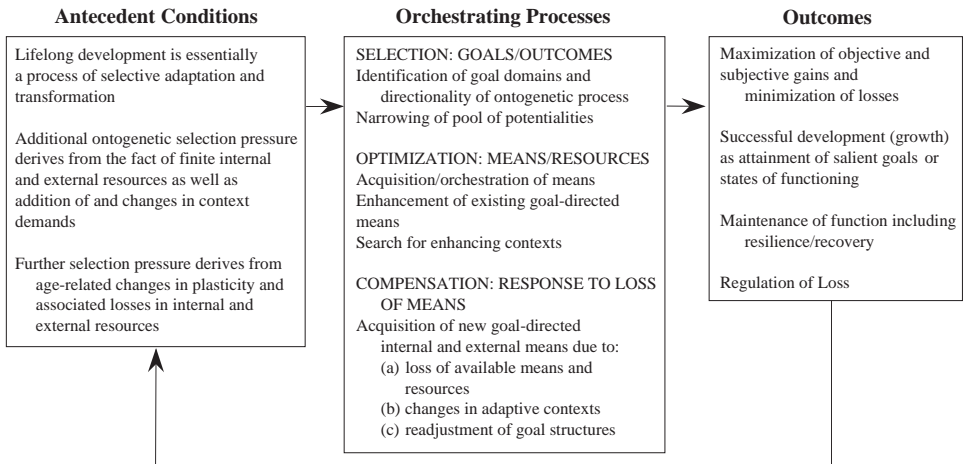 Antecedent Conditions
Lifelong development is essentially
a process of selective adaptation and
transformation
Additional ontogenetic selection pressure
derives from the fact of finite internal
and external resources as well as
addition of and changes in context
demands
Further selection pressure derives from
age-related changes in plasticity and
associated losses in internal and
external resources
Orchestrating Processes
SELECTION: GOALS/OUTCOMES
Identification of goal domains and
directionality of ontogenetic process
Narrowing of pool of potentialities
OPTIMIZATION: MEANS/RESOURCES
Acquisition/orchestration of means
Enhancement of existing goal-directed
means
Search for enhancing contexts
COMPENSATION: RESPONSE TO LOSS
OF MEANS
Acquisition of new goal-directed
internal and external means due to:
(a) loss of available means and
resources
(b) changes in adaptive contexts
(c) readjustment of goal structures
Outcomes
Maximization of objective and
subjective gains and
minimization of losses
Successful development (growth)
as attainment of salient goals or
states of functioning
Maintenance of function including
resilience/recovery
Regulation of Loss